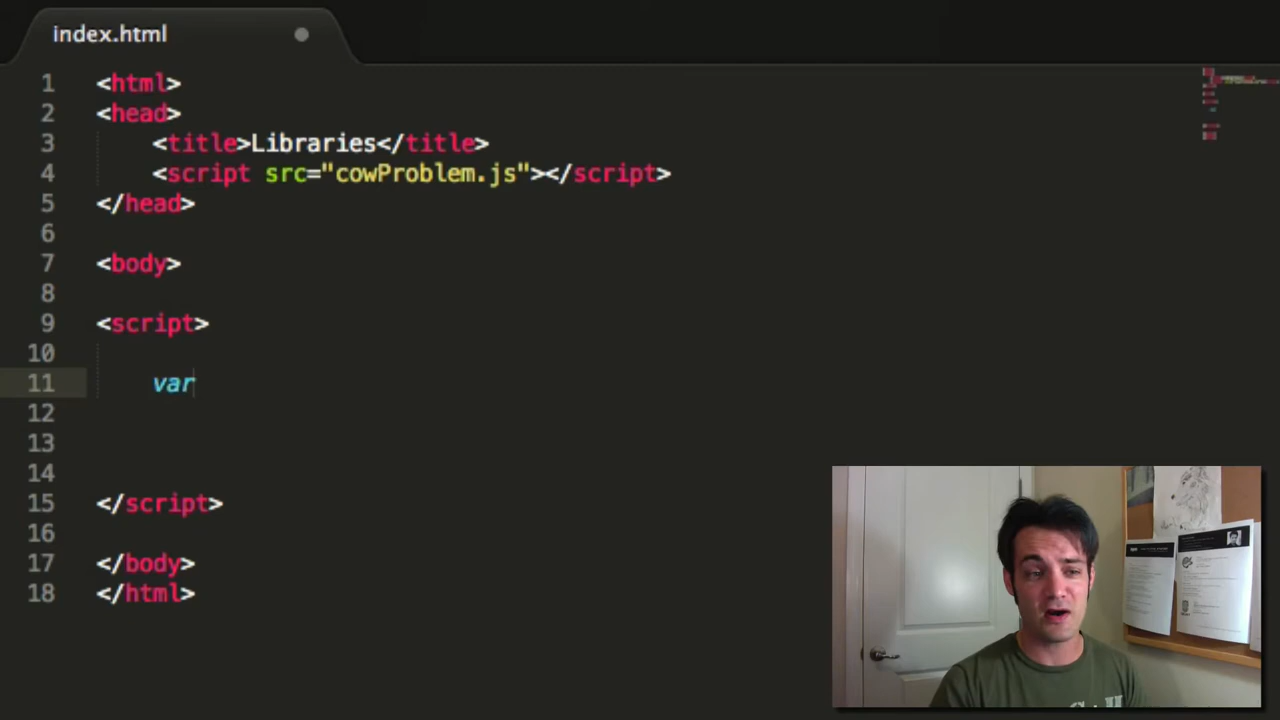 index.html
1 <html>
2 <head>
3 <title>Libraries</title>
4 <script src="cowProblem.js"></script>
5 </head>
6
7 <body>
8
9 <script>
10
11 var
12
13
14
15 </script>
16
17 </body>
18 </html>